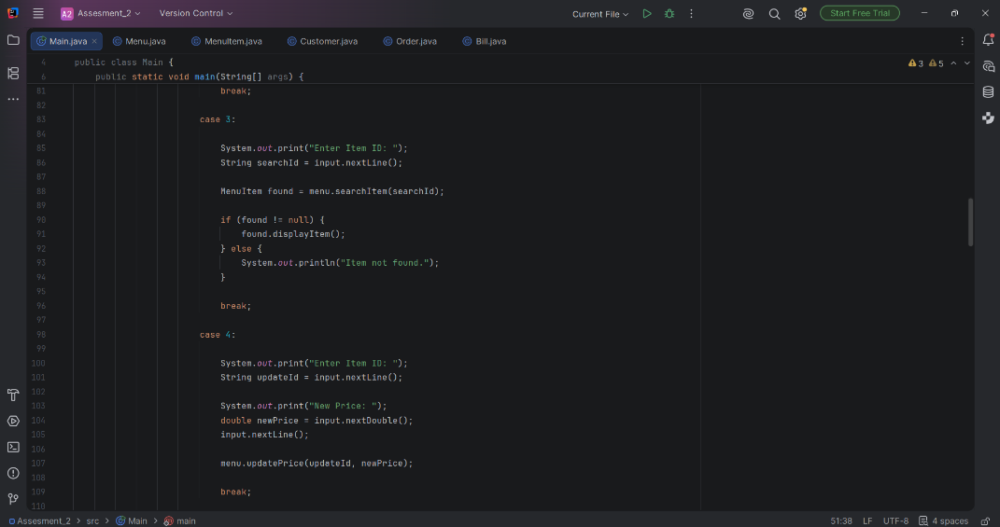 A2 Assesment_2 Version Control Current File Start Free Trial
Main.java Menu.java MenuItem.java Customer.java Order.java Bill.java
4 public class Main {
3 5
6 public static void main(String[] args) {
81 break;
82
83 case 3:
84
85 System.out.print("Enter Item ID: ");
86 String searchId = input.nextLine();
87
88 MenuItem found = menu.searchItem(searchId);
89
90 if (found != null) {
91 found.displayItem();
92 } else {
93 System.out.println("Item not found.");
94 }
95
96 break;
97
98 case 4:
99
100 System.out.print("Enter Item ID: ");
101 String updateId = input.nextLine();
102
103 System.out.print("New Price: ");
104 double newPrice = input.nextDouble();
105 input.nextLine();
106
107 menu.updatePrice(updateId, newPrice);
108
109 break;
110
Assesment_2 > src > Main > main 51:38 LF UTF-8 4 spaces